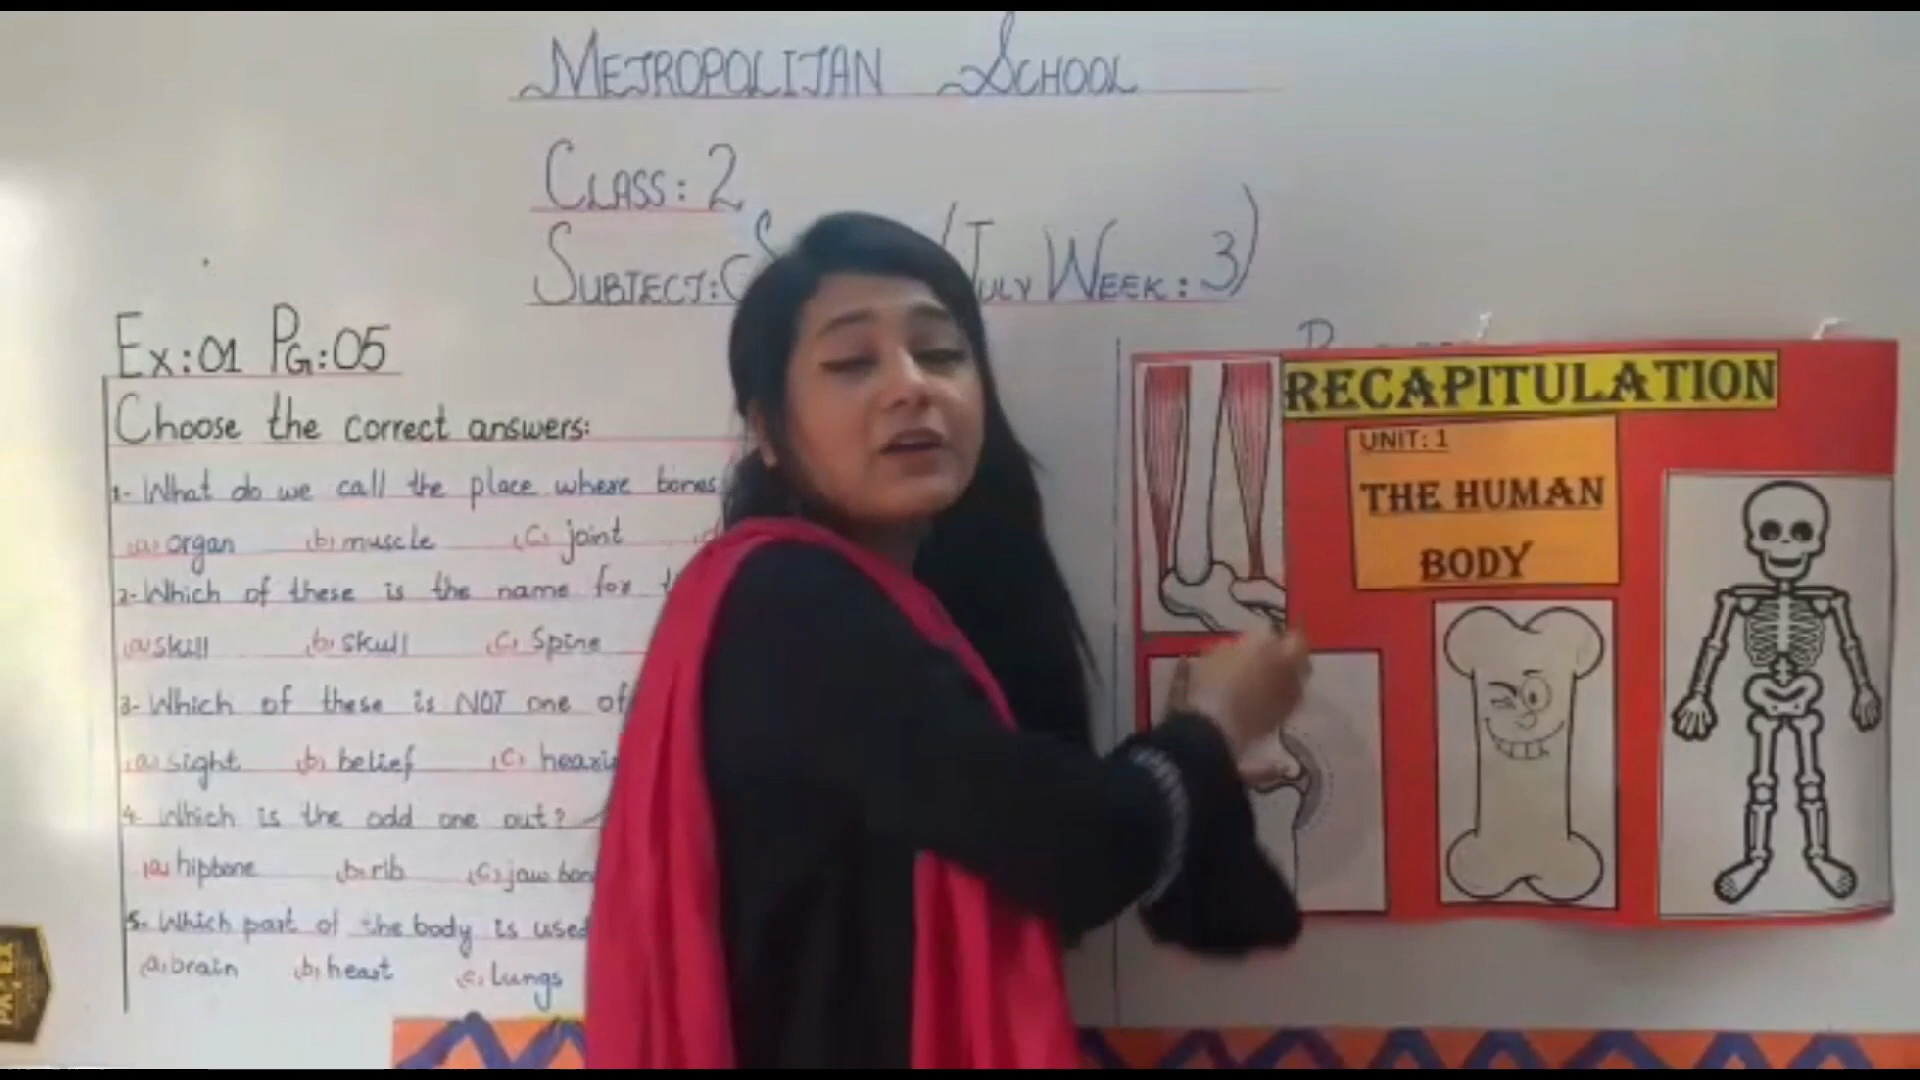 METROPOLITAN SCHOOL
CLASS: 2
SUBJECT: (JULY WEEK: 3)
EX:01 PG:05
Choose the correct answers:
1- What do we call the place where bones
(a) organ (b) muscle (c) joint
2- Which of these is the name for
(a) skill (b) skull (c) Spine
3- Which of these is NOT one of
(a) sight (b) belief (c)
4- Which is the odd one out?
(a) hipbone (b) rib (c) jaw
5- Which part of the body is used
(a) brain (b) heart (c) Lungs
RECAPITULATION
UNIT: 1
THE HUMAN
BODY